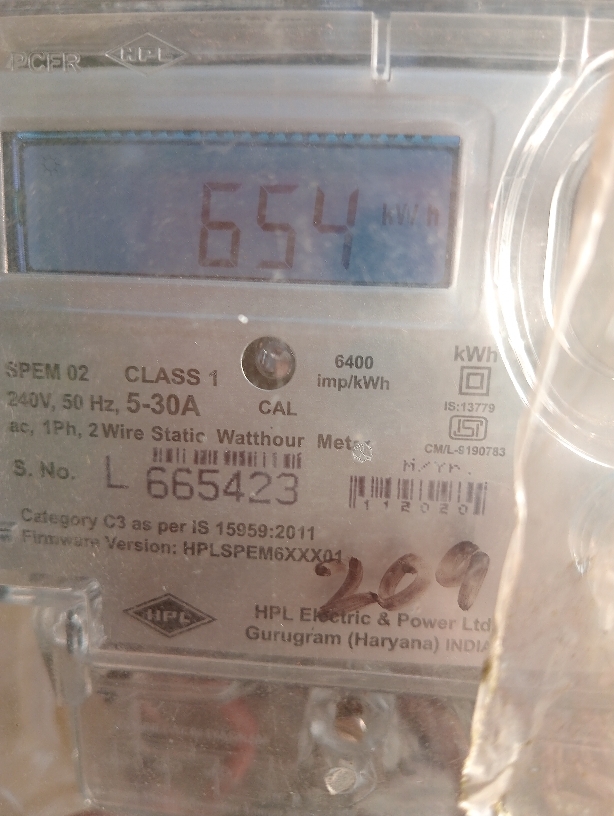 HPL
654 kWh
SPEM 02 CLASS 1
6400
imp/kWh
kWh
240V, 50 Hz, 5-30A
CAL
IS:13779
ac, 1Ph, 2 Wire Static Watthour Meter
CM/L-9190783
S. No. L 665423
M./Yr.
112020
Category C3 as per IS 15959:2011
Firmware Version: HPLSPEM6XXX01
209
HPL
HPL Electric & Power Ltd
Gurugram (Haryana) INDIA